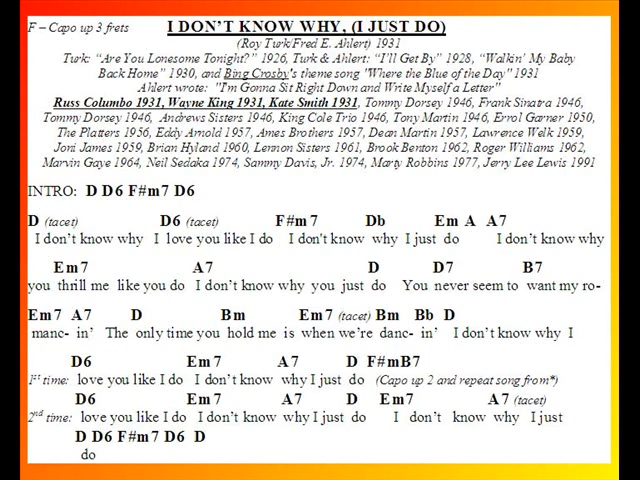 F – Capo up 3 frets I DON'T KNOW WHY, (I JUST DO)
(Roy Turk/Fred E. Ahlert) 1931
Turk: "Are You Lonesome Tonight?" 1926, Turk & Ahlert: "I'll Get By" 1928, "Walkin' My Baby
Back Home" 1930, and Bing Crosby's theme song "Where the Blue of the Day" 1931
Ahlert wrote: "I'm Gonna Sit Right Down and Write Myself a Letter"
Russ Columbo 1931, Wayne King 1931, Kate Smith 1931, Tommy Dorsey 1946, Frank Sinatra 1946,
Tommy Dorsey 1946, Andrews Sisters 1946, King Cole Trio 1946, Tony Martin 1946, Errol Garner 1950,
The Platters 1956, Eddy Arnold 1957, Ames Brothers 1957, Dean Martin 1957, Lawrence Welk 1959,
Joni James 1959, Brian Hyland 1960, Lennon Sisters 1961, Brook Benton 1962, Roger Williams 1962,
Marvin Gaye 1964, Neil Sedaka 1974, Sammy Davis, Jr. 1974, Marty Robbins 1977, Jerry Lee Lewis 1991
INTRO: D D6 F#m7 D6
D (tacet) D6 (tacet) F#m7 Db Em A A7
I don't know why I love you like I do I don't know why I just do I don't know why
Em7 A7 D D7 B7
you thrill me like you do I don't know why you just do You never seem to want my ro-
Em7 A7 D Bm Em7 (tacet) Bm Bb D
manc- in' The only time you hold me is when we're danc- in' I don't know why I
D6 Em7 A7 D F#mB7
1st time: love you like I do I don't know why I just do (Capo up 2 and repeat song from*)
D6 Em7 A7 D Em7 A7 (tacet)
2nd time: love you like I do I don't know why I just do I don't know why I just
D D6 F#m7 D6 D
do